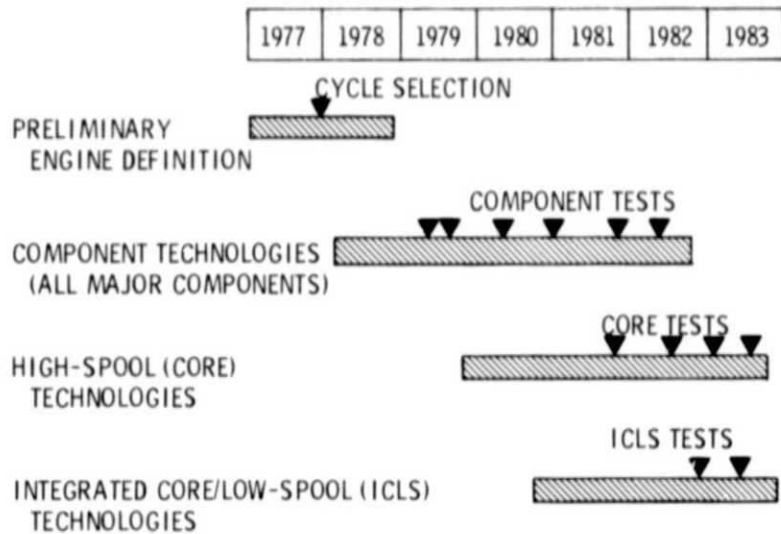 1977 1978 1979 1980 1981 1982 1983
CYCLE SELECTION
PRELIMINARY
ENGINE DEFINITION
COMPONENT TESTS
COMPONENT TECHNOLOGIES
(ALL MAJOR COMPONENTS)
CORE TESTS
HIGH-SPOOL (CORE)
TECHNOLOGIES
ICLS TESTS
INTEGRATED CORE/LOW-SPOOL (ICLS)
TECHNOLOGIES